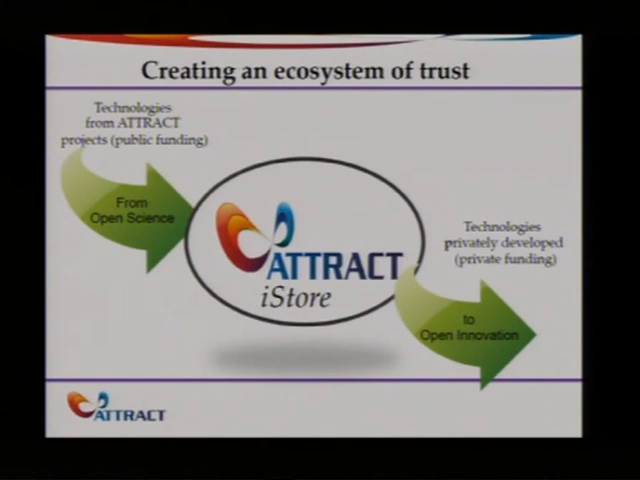 Creating an ecosystem of trust
Technologies
from ATTRACT
projects (public funding)
From
Open Science
ATTRACT
iStore
Technologies
privately developed
(private funding)
to
Open Innovation
ATTRACT